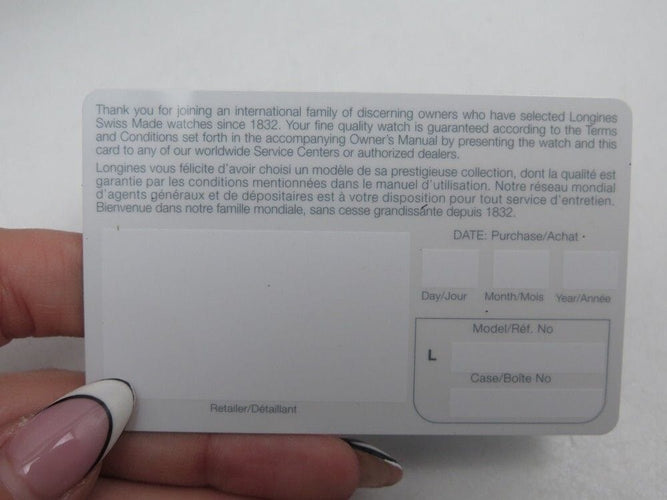 Thank you for joining an international family of discerning owners who have selected Longines
Swiss Made watches since 1832. Your fine quality watch is guaranteed according to the Terms
and Conditions set forth in the accompanying Owner's Manual by presenting the watch and this
card to any of our worldwide Service Centers or authorized dealers.
Longines vous félicite d'avoir choisi un modèle de sa prestigieuse collection, dont la qualité est
garantie par les conditions mentionnées dans le manuel d'utilisation. Notre réseau mondial
d'agents généraux et de dépositaires est à votre disposition pour tout service d'entretien.
Bienvenue dans notre famille mondiale, sans cesse grandissante depuis 1832.
DATE: Purchase/Achat
Day/Jour Month/Mois Year/Année
Model/Réf. No
L
Case/Boîte No
Retailer/Détaillant